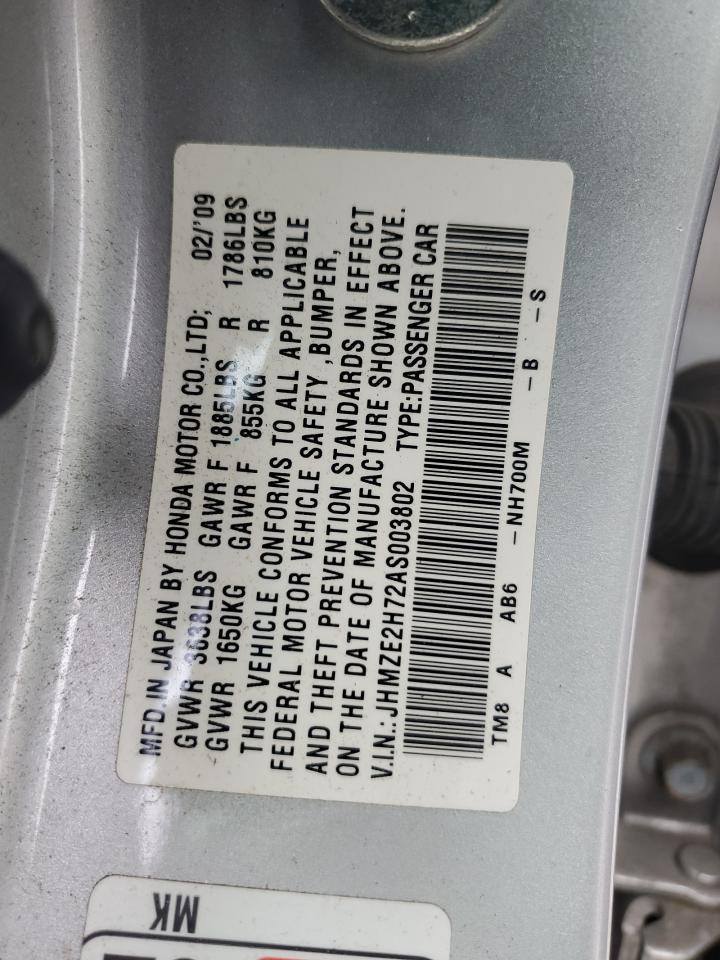 MFD.IN JAPAN BY HONDA MOTOR CO.,LTD; 02/'09
GVWR 3638LBS GAWR F 1885LBS R 1786LBS
GVWR 1650KG GAWR F 855KG R 810KG
THIS VEHICLE CONFORMS TO ALL APPLICABLE
FEDERAL MOTOR VEHICLE SAFETY ,BUMPER,
AND THEFT PREVENTION STANDARDS IN EFFECT
ON THE DATE OF MANUFACTURE SHOWN ABOVE.
V.I.N.: JHMZE2H72AS003802 TYPE:PASSENGER CAR
TM8 A AB6 -NH700M -B -S
MK